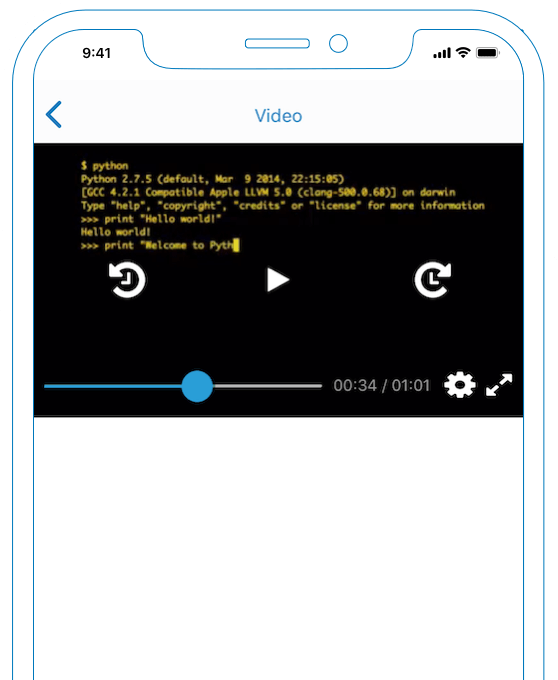 9:41
Video
$ python
Python 2.7.5 (default, Mar  9 2014, 22:15:05)
[GCC 4.2.1 Compatible Apple LLVM 5.0 (clang-500.0.68)] on darwin
Type "help", "copyright", "credits" or "license" for more information
>>> print "Hello world!"
Hello world!
>>> print "Welcome to Pyth
00:34 / 01:01